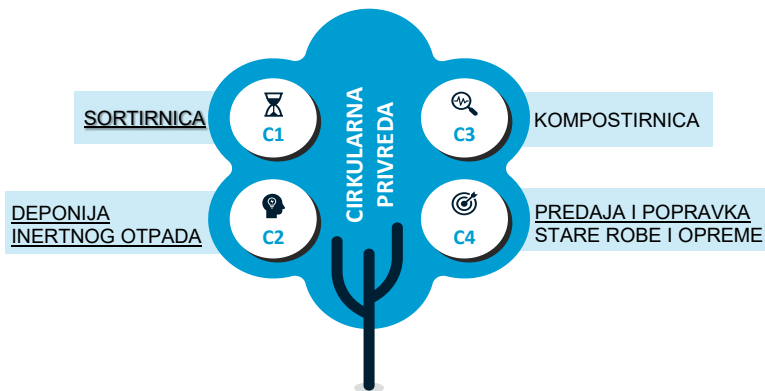 SORTIRNICA
C1
DEPONIJA
INERTNOG OTPADA
C2
CIRKULARNA
PRIVREDA
C3
KOMPOSTIRNICA
C4
PREDAJA I POPRAVKA
STARE ROBE I OPREME